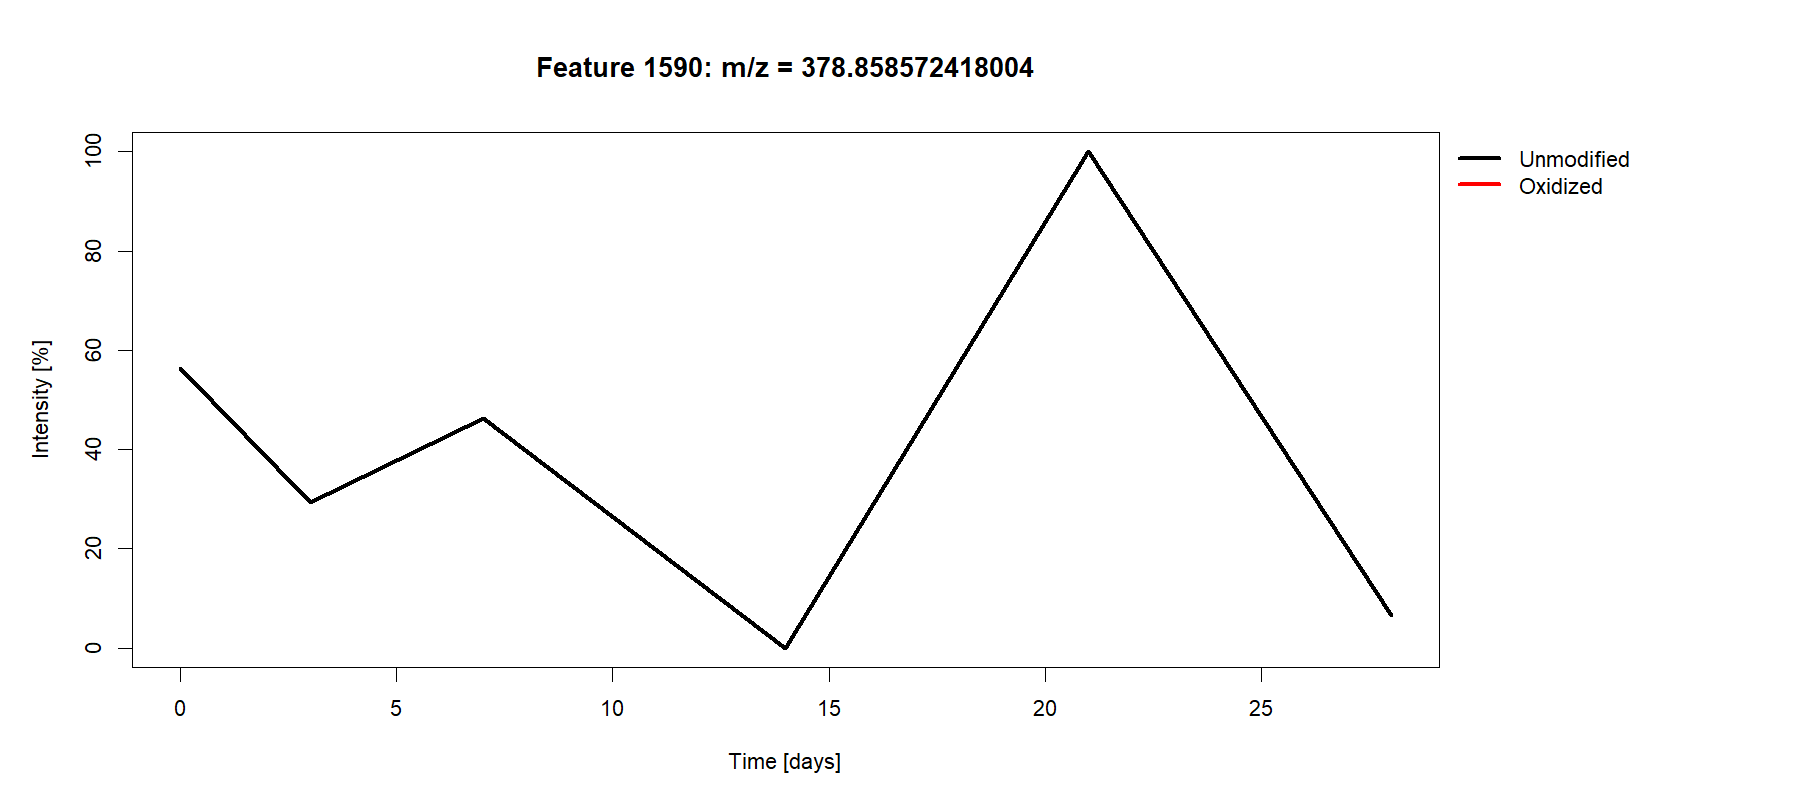 Feature 1590: m/z = 378.858572418004
Unmodified
Oxidized
Intensity [%]
100
80
60
40
20
0
0 5 10 15 20 25
Time [days]